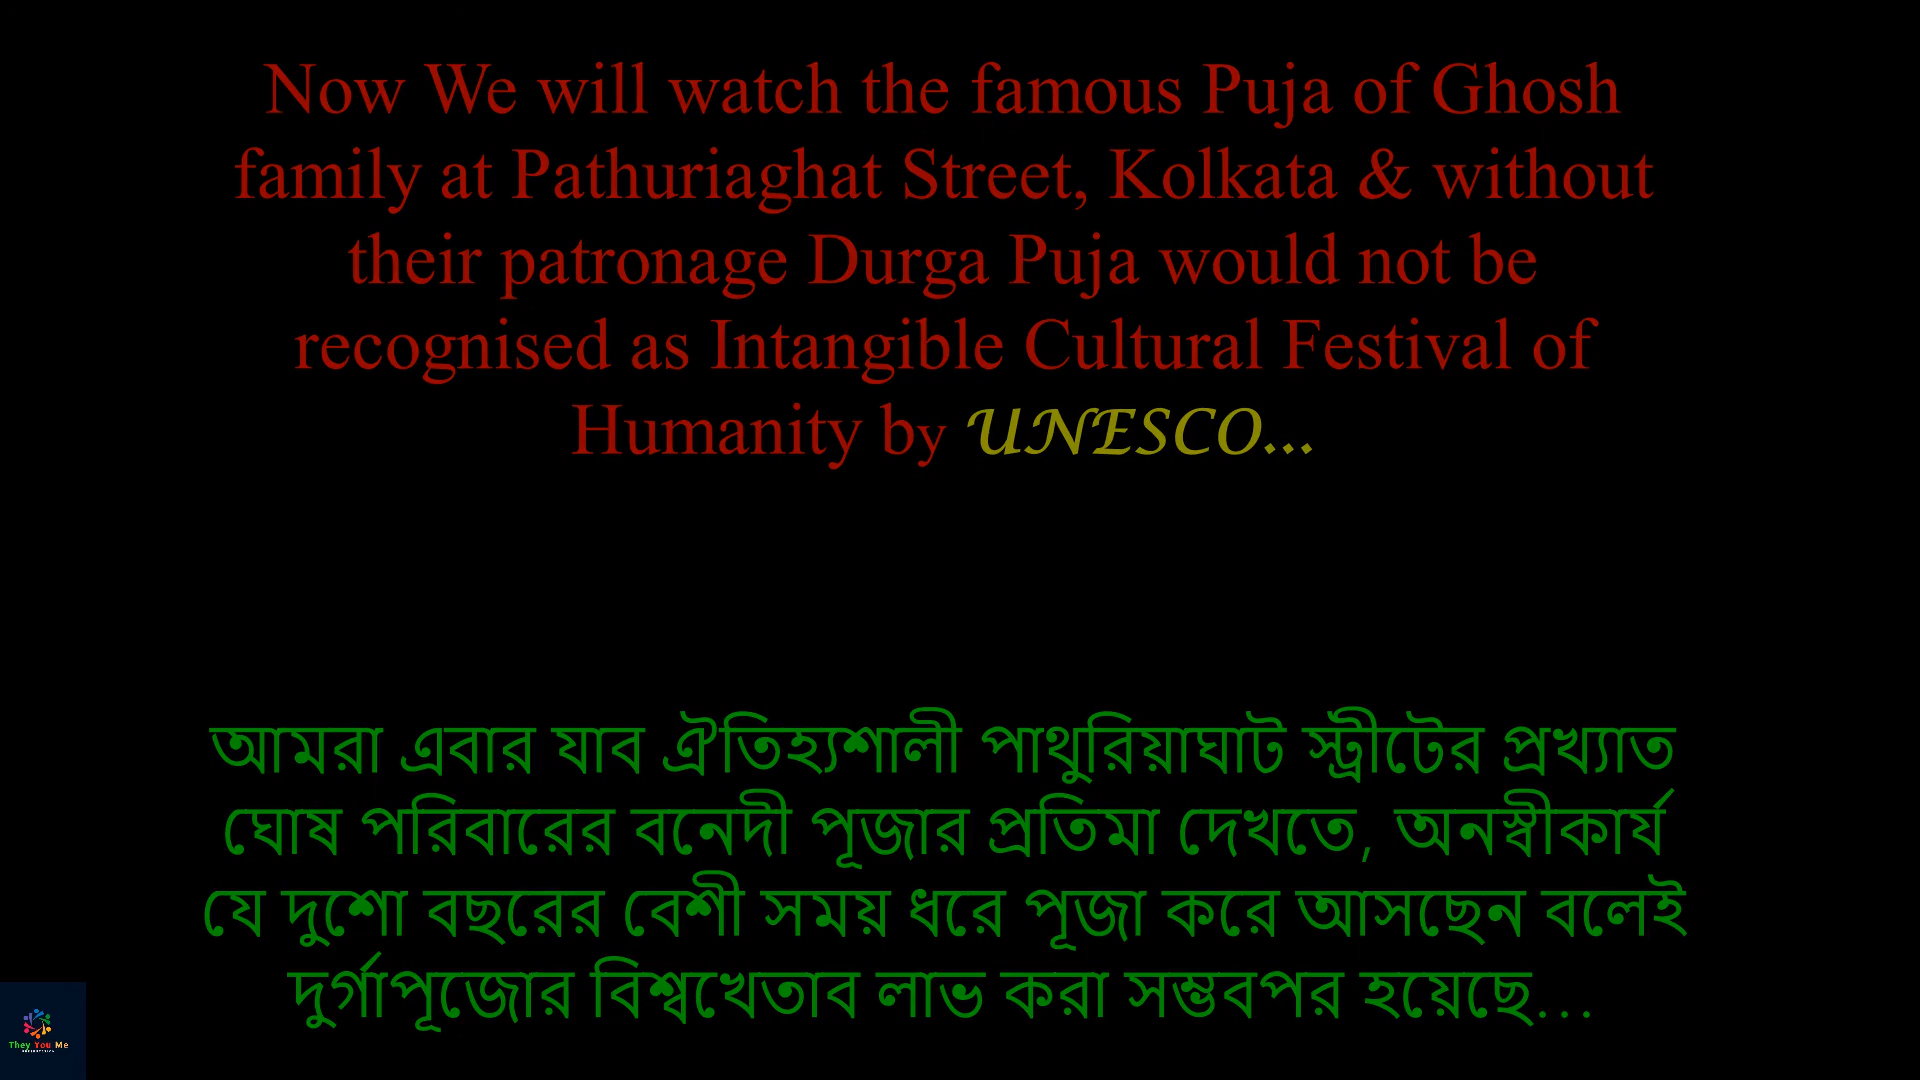 Now We will watch the famous Puja of Ghosh
family at Pathuriaghat Street, Kolkata & without
their patronage Durga Puja would not be
recognised as Intangible Cultural Festival of
Humanity by UNESCO...
আমরা এবার যাব ঐতিহ্যশালী পাথুরিয়াঘাট স্ট্রীটের প্রখ্যাত
ঘোষ পরিবারের বনেদী পূজার প্রতিমা দেখতে, অনস্বীকার্য
যে দুশো বছরের বেশী সময় ধরে পূজা করে আসছেন বলেই
দুর্গাপূজোর বিশ্বখেতাব লাভ করা সম্ভবপর হয়েছে...
They You Me